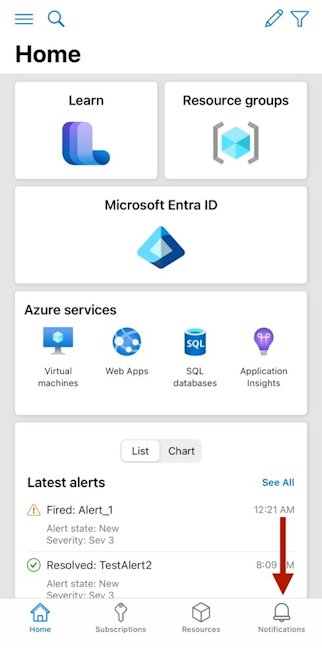 Home
Learn
Resource groups
Microsoft Entra ID
Azure services
SQL
Virtual machines
Web Apps
SQL databases
Application Insights
List Chart
Latest alerts See All
Fired: Alert_1 12:21 AM
Alert state: New
Severity: Sev 3
Resolved: TestAlert2 8:09
Alert state: New
Severity: Sev 3
Home Subscriptions Resources Notifications